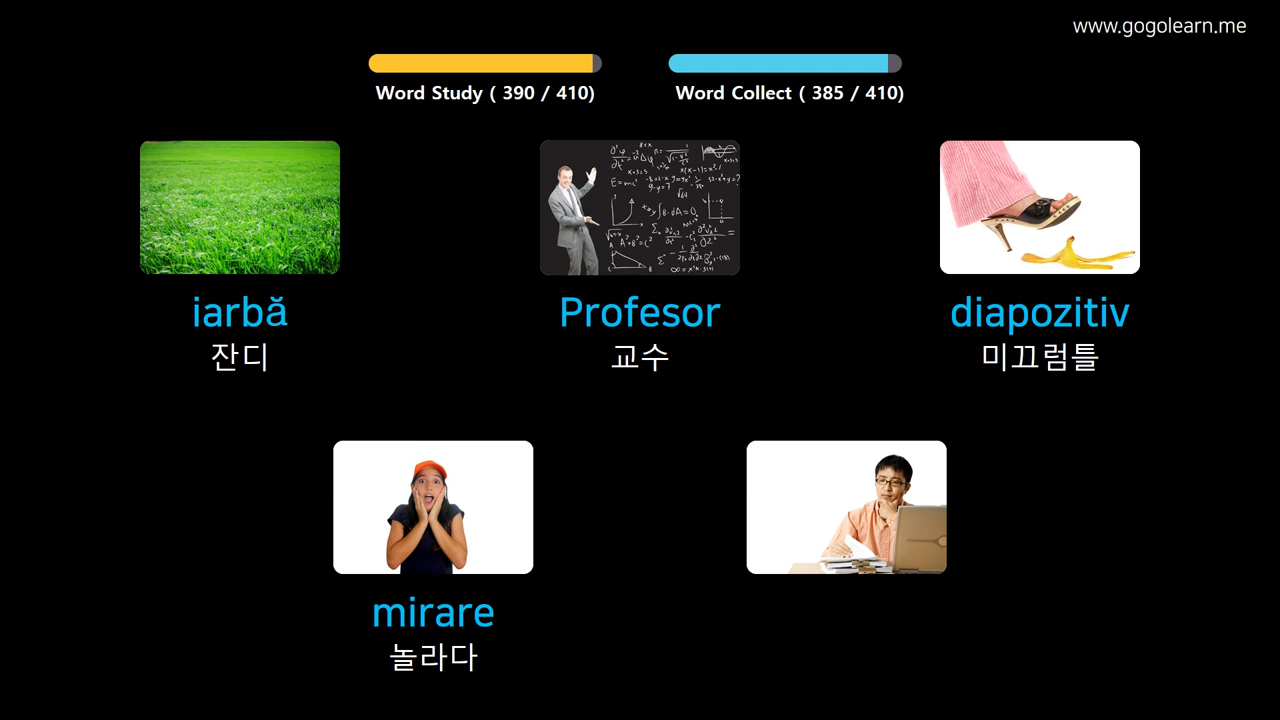 www.gogolearn.me
Word Study ( 390 / 410)
Word Collect ( 385 / 410)
iarbă
잔디
Profesor
교수
diapozitiv
미끄럼틀
mirare
놀라다